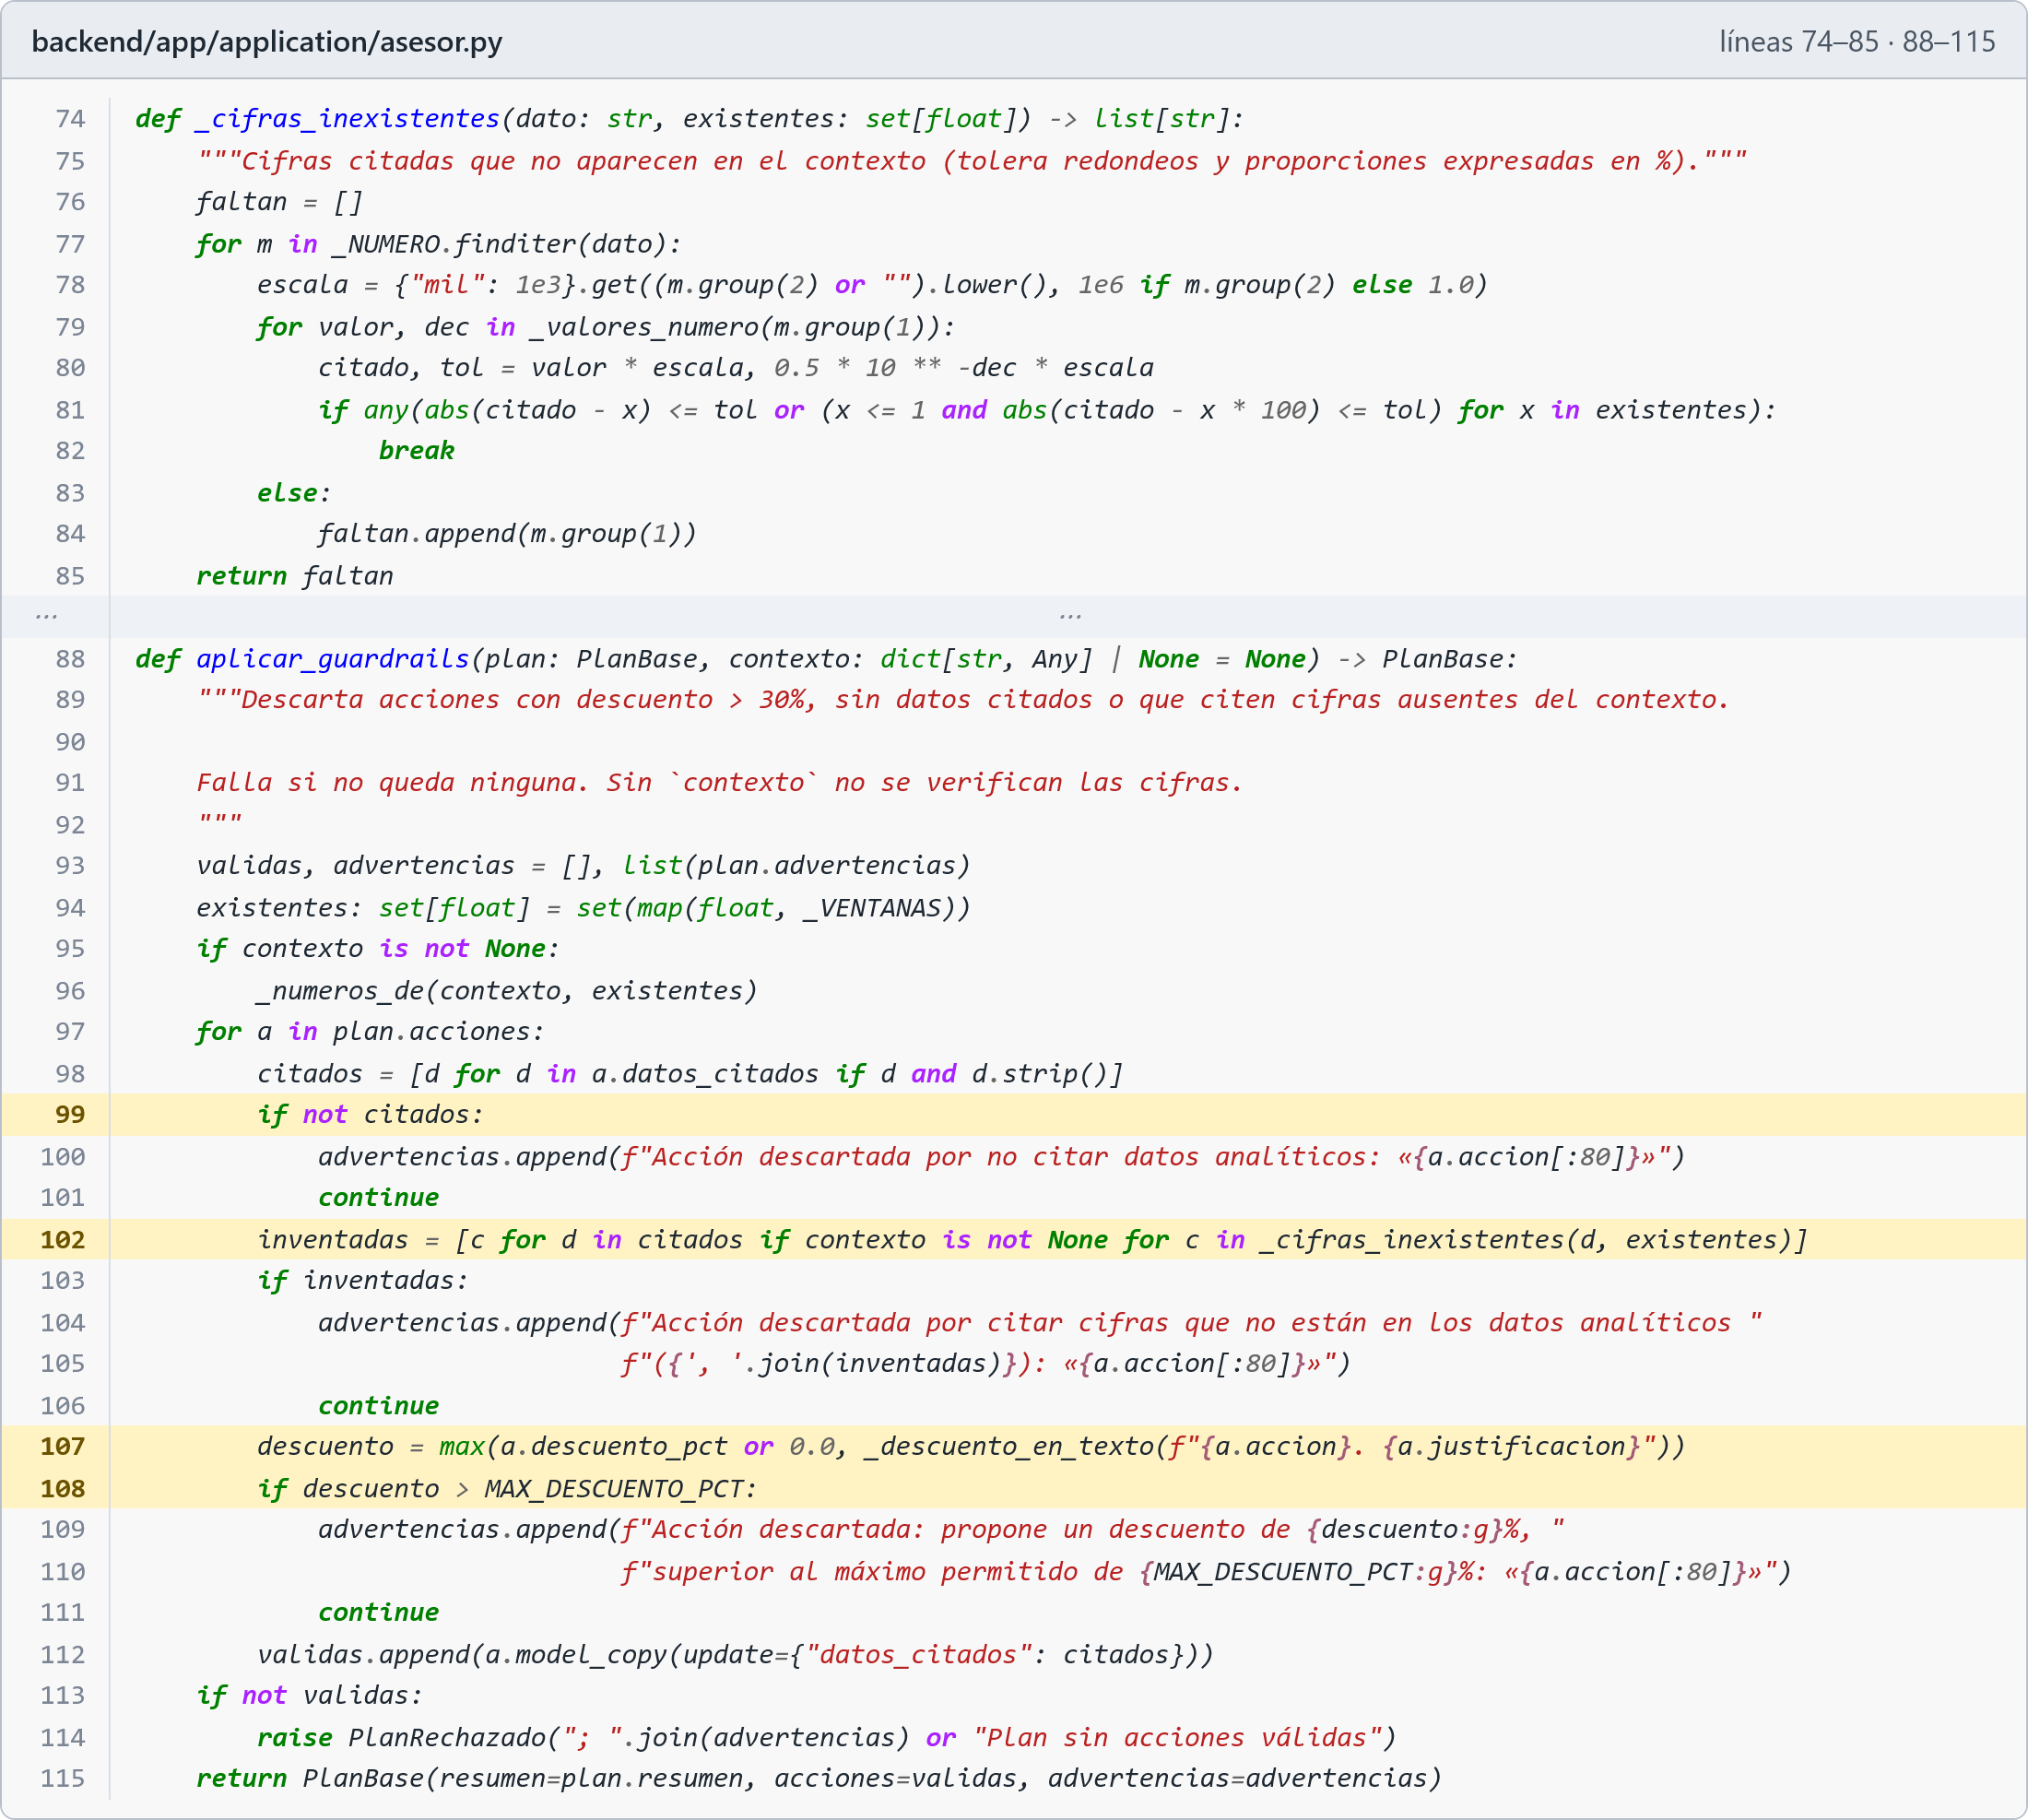 backend/app/application/asesor.py líneas 74–85 · 88–115
74 def _cifras_inexistentes(dato: str, existentes: set[float]) -> list[str]:
75     """Cifras citadas que no aparecen en el contexto (tolera redondeos y proporciones expresadas en %)."""
76     faltan = []
77     for m in _NUMERO.finditer(dato):
78         escala = {"mil": 1e3}.get((m.group(2) or "").lower(), 1e6 if m.group(2) else 1.0)
79         for valor, dec in _valores_numero(m.group(1)):
80             citado, tol = valor * escala, 0.5 * 10 ** -dec * escala
81             if any(abs(citado - x) <= tol or (x <= 1 and abs(citado - x * 100) <= tol) for x in existentes):
82                 break
83         else:
84             faltan.append(m.group(1))
85     return faltan
... ...
88 def aplicar_guardrails(plan: PlanBase, contexto: dict[str, Any] | None = None) -> PlanBase:
89     """Descarta acciones con descuento > 30%, sin datos citados o que citen cifras ausentes del contexto.
90
91     Falla si no queda ninguna. Sin `contexto` no se verifican las cifras.
92     """
93     validas, advertencias = [], list(plan.advertencias)
94     existentes: set[float] = set(map(float, _VENTANAS))
95     if contexto is not None:
96         _numeros_de(contexto, existentes)
97     for a in plan.acciones:
98         citados = [d for d in a.datos_citados if d and d.strip()]
99         if not citados:
100             advertencias.append(f"Acción descartada por no citar datos analíticos: «{a.accion[:80]}»")
101             continue
102         inventadas = [c for d in citados if contexto is not None for c in _cifras_inexistentes(d, existentes)]
103         if inventadas:
104             advertencias.append(f"Acción descartada por citar cifras que no están en los datos analíticos "
105                                 f"({', '.join(inventadas)}): «{a.accion[:80]}»")
106             continue
107         descuento = max(a.descuento_pct or 0.0, _descuento_en_texto(f"{a.accion}. {a.justificacion}"))
108         if descuento > MAX_DESCUENTO_PCT:
109             advertencias.append(f"Acción descartada: propone un descuento de {descuento:g}%, "
110                                 f"superior al máximo permitido de {MAX_DESCUENTO_PCT:g}%: «{a.accion[:80]}»")
111             continue
112         validas.append(a.model_copy(update={"datos_citados": citados}))
113     if not validas:
114         raise PlanRechazado("; ".join(advertencias) or "Plan sin acciones válidas")
115     return PlanBase(resumen=plan.resumen, acciones=validas, advertencias=advertencias)